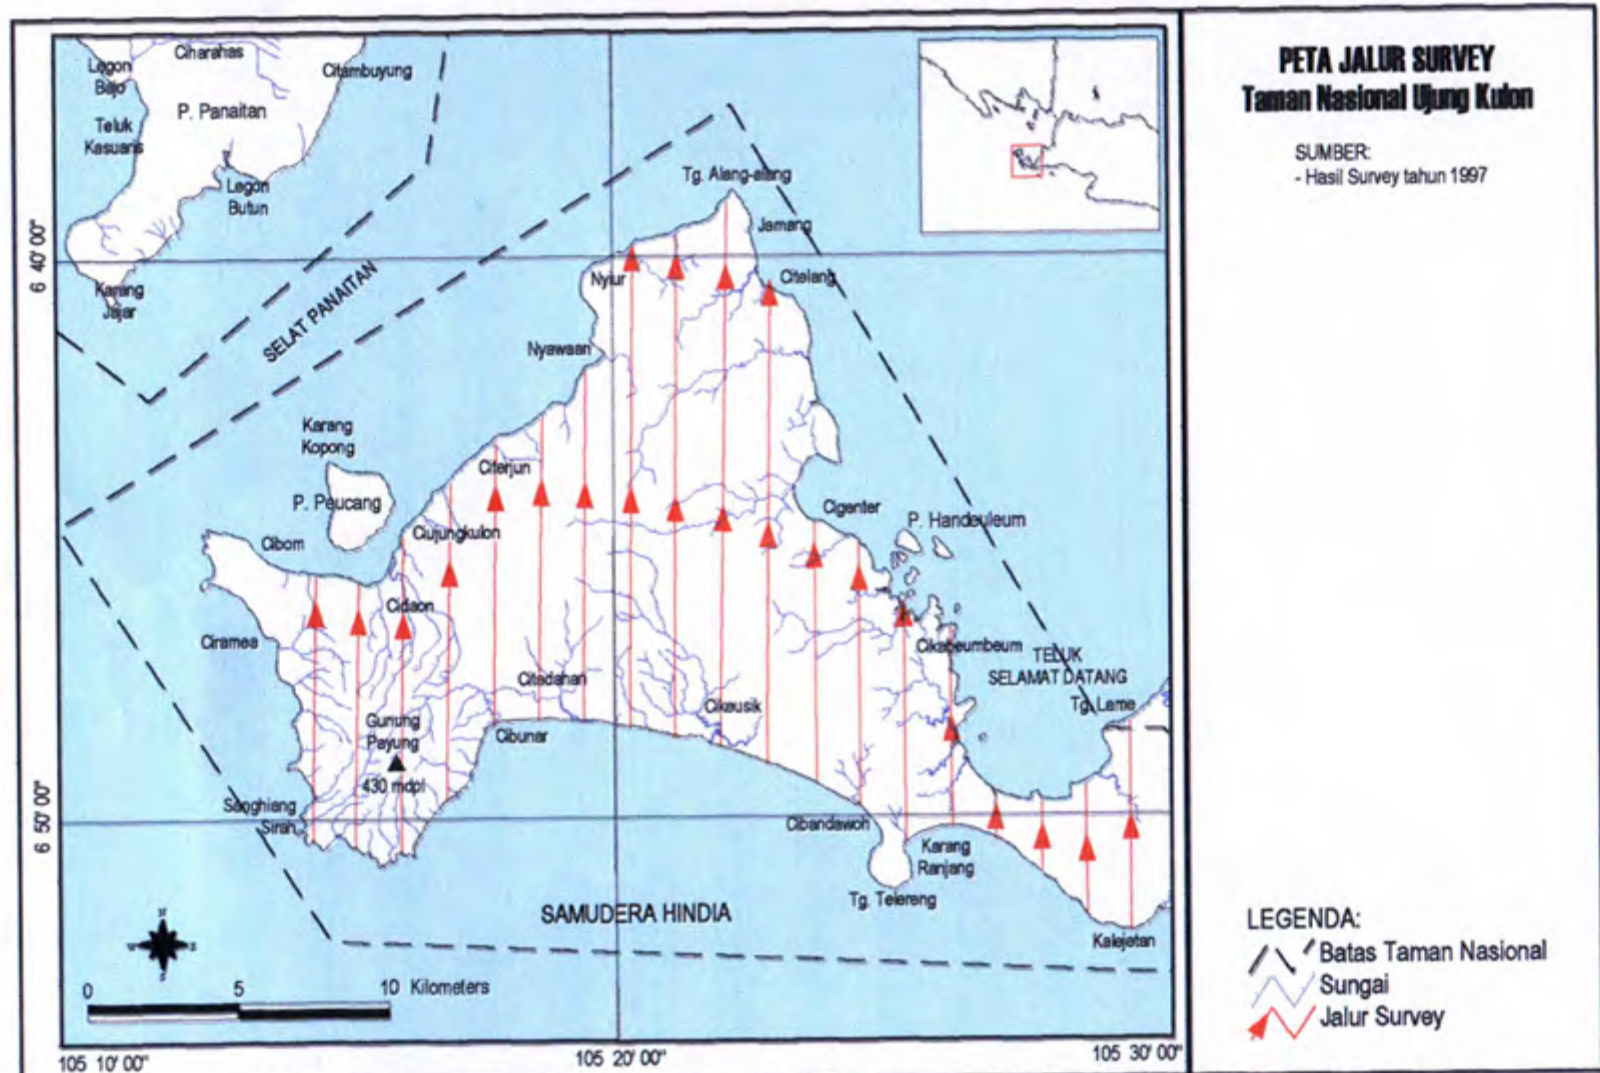 PETA JALUR SURVEY
Taman Nasional Ujung Kulon
SUMBER:
- Hasil Survey tahun 1997
Legon
Bajo
Ciharahas
Citambuyung
P. Panaitan
Teluk
Kasuaris
Legon
Butun
Karang
Jajar
SELAT PANAITAN
Tg. Alang-alang
Jamang
Nyiur
Citelang
Nyawaan
Karang
Kopong
P. Peucang
Citerjun
Cigenter
P. Handeuleum
Cibom
Ciujungkulon
Cidaon
Ciramea
Cikabeumbeum
TELUK
SELAMAT DATANG
Tg. Lame
Citadahan
Cikeusik
Gunung
Payung
430 mdpl
Cibunar
Sanghiang
Sirah
Cibandawoh
Karang
Ranjang
Tg. Telereng
Kalejetan
SAMUDERA HINDIA
N
0 5 10 Kilometers
6 40' 00"
6 50' 00"
105 10' 00"
105 20' 00"
105 30' 00"
LEGENDA:
Batas Taman Nasional
Sungai
Jalur Survey